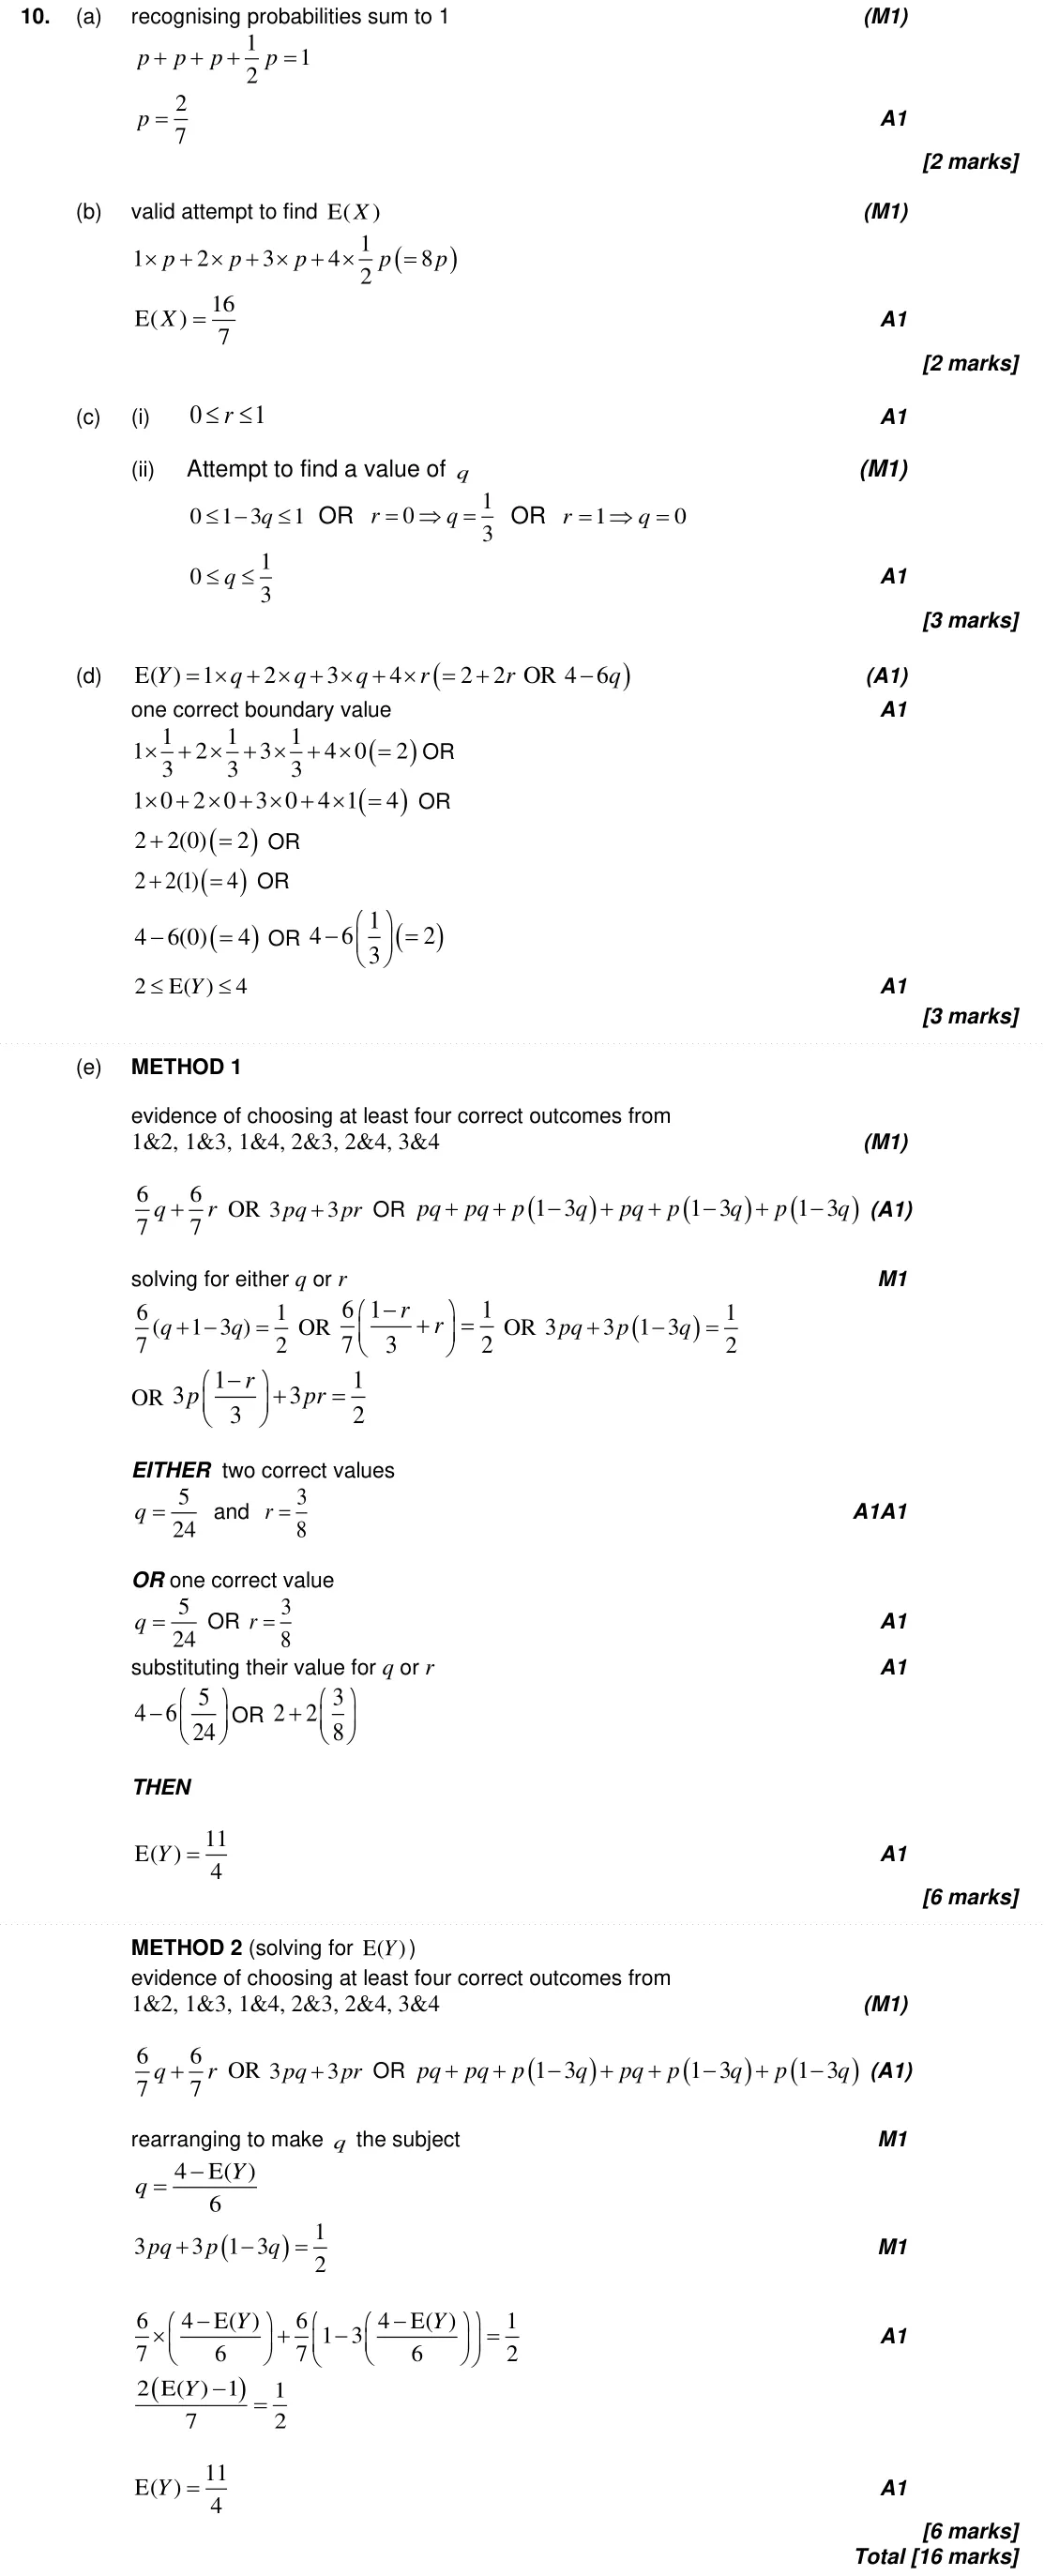 10. (a) recognising probabilities sum to 1 (M1)
p + p + p + 1/2 p = 1
p = 2/7 A1
[2 marks]
(b) valid attempt to find E(X) (M1)
1×p + 2×p + 3×p + 4×1/2 p (= 8p)
E(X) = 16/7 A1
[2 marks]
(c) (i) 0 ≤ r ≤ 1 A1
(ii) Attempt to find a value of q (M1)
0 ≤ 1 − 3q ≤ 1 OR r = 0 ⇒ q = 1/3 OR r = 1 ⇒ q = 0
0 ≤ q ≤ 1/3 A1
[3 marks]
(d) E(Y) = 1×q + 2×q + 3×q + 4×r (= 2 + 2r OR 4 − 6q) (A1)
one correct boundary value A1
1×1/3 + 2×1/3 + 3×1/3 + 4×0 (= 2) OR
1×0 + 2×0 + 3×0 + 4×1 (= 4) OR
2 + 2(0) (= 2) OR
2 + 2(1) (= 4) OR
4 − 6(0) (= 4) OR 4 − 6(1/3) (= 2)
2 ≤ E(Y) ≤ 4 A1
[3 marks]
(e) METHOD 1
evidence of choosing at least four correct outcomes from
1&2, 1&3, 1&4, 2&3, 2&4, 3&4 (M1)
6/7 q + 6/7 r OR 3pq + 3pr OR pq + pq + p(1 − 3q) + pq + p(1 − 3q) + p(1 − 3q) (A1)
solving for either q or r M1
6/7 (q + 1 − 3q) = 1/2 OR 6/7 ((1 − r)/3 + r) = 1/2 OR 3pq + 3p(1 − 3q) = 1/2
OR 3p((1 − r)/3) + 3pr = 1/2
EITHER two correct values
q = 5/24 and r = 3/8 A1A1
OR one correct value
q = 5/24 OR r = 3/8 A1
substituting their value for q or r A1
4 − 6(5/24) OR 2 + 2(3/8)
THEN
E(Y) = 11/4 A1
[6 marks]
METHOD 2 (solving for E(Y))
evidence of choosing at least four correct outcomes from
1&2, 1&3, 1&4, 2&3, 2&4, 3&4 (M1)
6/7 q + 6/7 r OR 3pq + 3pr OR pq + pq + p(1 − 3q) + pq + p(1 − 3q) + p(1 − 3q) (A1)
rearranging to make q the subject M1
q = (4 − E(Y))/6
3pq + 3p(1 − 3q) = 1/2 M1
6/7 × ((4 − E(Y))/6) + 6/7 (1 − 3((4 − E(Y))/6)) = 1/2 A1
2(E(Y) − 1)/7 = 1/2
E(Y) = 11/4 A1
[6 marks]
Total [16 marks]